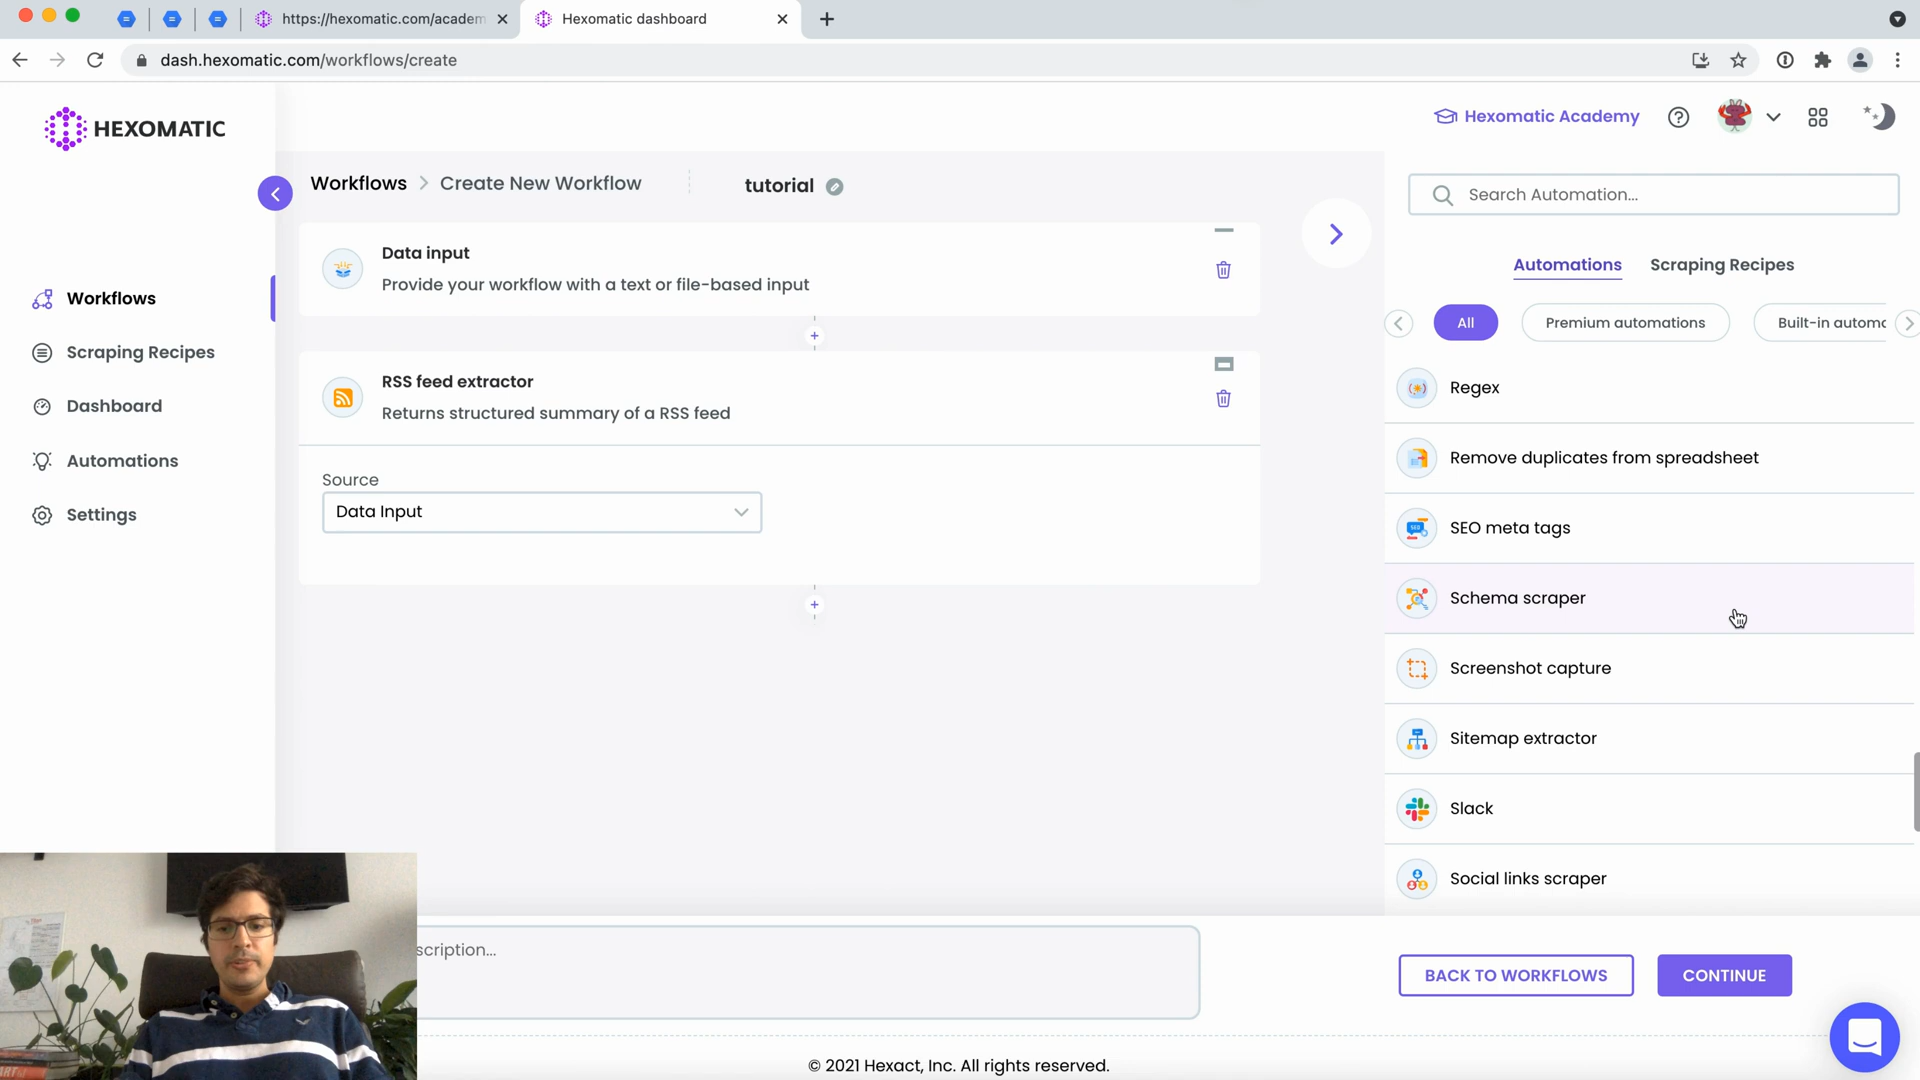 https://hexomatic.com/academ
Hexomatic dashboard
dash.hexomatic.com/workflows/create
HEXOMATIC
Hexomatic Academy
Workflows
Scraping Recipes
Dashboard
Automations
Settings
Workflows > Create New Workflow
tutorial
Data input
Provide your workflow with a text or file-based input
RSS feed extractor
Returns structured summary of a RSS feed
Source
Data Input
Search Automation...
Automations
Scraping Recipes
All
Premium automations
Built-in automo
Regex
Remove duplicates from spreadsheet
SEO meta tags
Schema scraper
Screenshot capture
Sitemap extractor
Slack
Social links scraper
scription...
BACK TO WORKFLOWS
CONTINUE
© 2021 Hexact, Inc. All rights reserved.